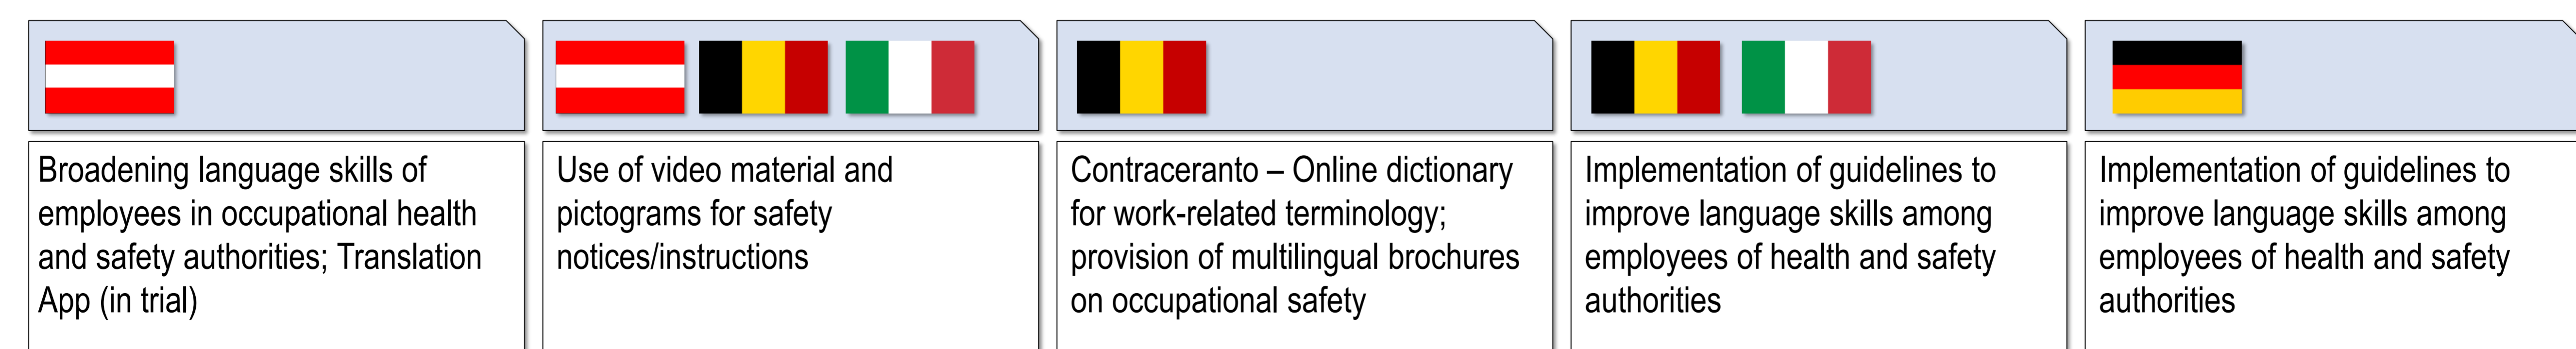 Broadening language skills of
employees in occupational health
and safety authorities; Translation
App (in trial)
Use of video material and
pictograms for safety
notices/instructions
Contraceranto – Online dictionary
for work-related terminology;
provision of multilingual brochures
on occupational safety
Implementation of guidelines to
improve language skills among
employees of health and safety
authorities
Implementation of guidelines to
improve language skills among
employees of health and safety
authorities